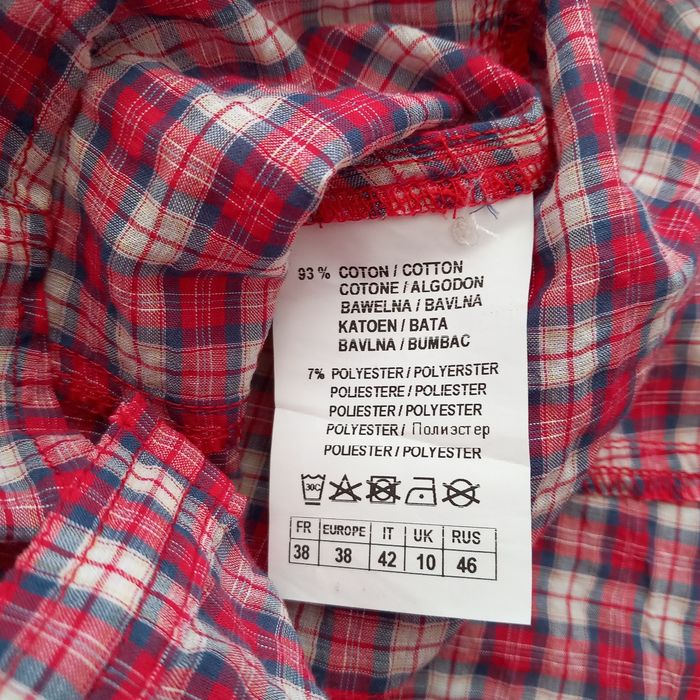 93 % COTON / COTTON
COTONE / ALGODON
BAWELNA / BAVLNA
KATOEN / BATA
BAVLNA / BUMBAC
7% POLYESTER / POLYERSTER
POLIESTERE / POLIESTER
POLIESTER / POLYESTER
POLYESTER / Полиэстер
POLIESTER / POLYESTER
30C
FR EUROPE IT UK RUS
38 38 42 10 46